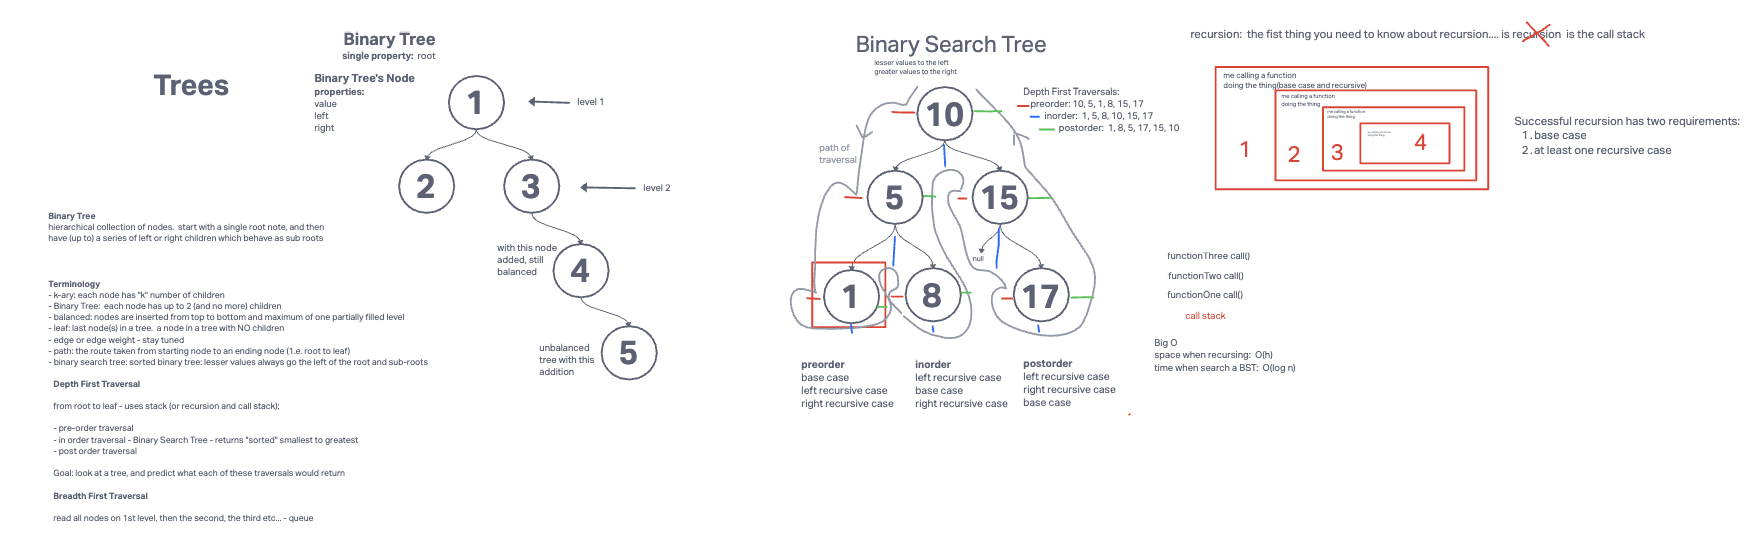 Trees
Binary Tree
single property: root
Binary Tree's Node
properties:
value
left
right
1
level 1
2
3
level 2
with this node
added, still
balanced
4
unbalanced
tree with this
addition
5
Binary Tree
hierarchical collection of nodes. start with a single root note, and then
have (up to) a series of left or right children which behave as sub roots
Terminology
- k-ary: each node has "k" number of children
- Binary Tree: each node has up to 2 (and no more) children
- balanced: nodes are inserted from top to bottom and maximum of one partially filled level
- leaf: last node(s) in a tree. a node in a tree with NO children
- edge or edge weight - stay tuned
- path: the route taken from starting node to an ending node (1.e. root to leaf)
- binary search tree: sorted binary tree: lesser values always go the left of the root and sub-roots
Depth First Traversal
from root to leaf - uses stack (or recursion and call stack);
- pre-order traversal
- in order traversal - Binary Search Tree - returns "sorted" smallest to greatest
- post order traversal
Goal: look at a tree, and predict what each of these traversals would return
Breadth First Traversal
read all nodes on 1st level, then the second, the third etc... - queue
Binary Search Tree
lesser values to the left
greater values to the right
Depth First Traversals:
preorder: 10, 5, 1, 8, 15, 17
inorder: 1, 5, 8, 10, 15, 17
postorder: 1, 8, 5, 17, 15, 10
path of
traversal
10
5
15
null
1
8
17
preorder
base case
left recursive case
right recursive case
inorder
left recursive case
base case
right recursive case
postorder
left recursive case
right recursive case
base case
recursion: the fist thing you need to know about recursion.... is recursion is the call stack
me calling a function
doing the thing(base case and recursive)
me calling a function
doing the thing
me calling a function
doing the thing
1
2
3
4
Successful recursion has two requirements:
1. base case
2. at least one recursive case
functionThree call()
functionTwo call()
functionOne call()
call stack
Big O
space when recursing: O(h)
time when search a BST: O(log n)